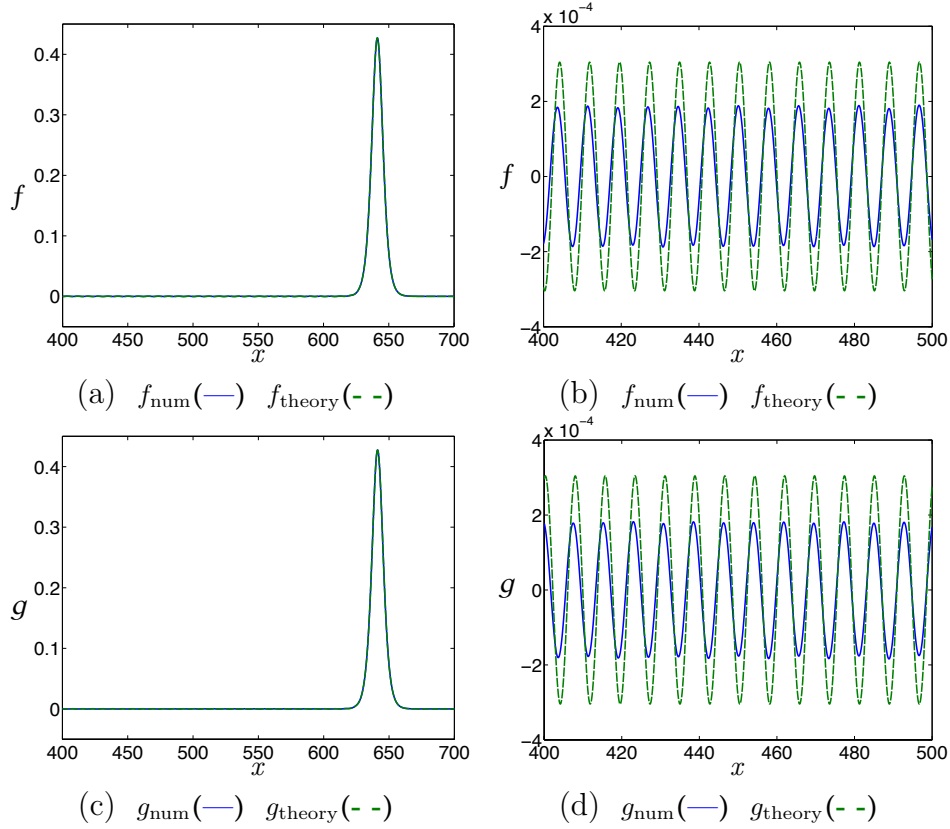 0.4
0.3
0.2
0.1
0
f
400 450 500 550 600 650 700
x
(a) f_num(—) f_theory(– –)
x 10^−4
4
2
0
−2
−4
f
400 420 440 460 480 500
x
(b) f_num(—) f_theory(– –)
0.4
0.3
0.2
0.1
0
g
400 450 500 550 600 650 700
x
(c) g_num(—) g_theory(– –)
x 10^−4
4
2
0
−2
−4
g
400 420 440 460 480 500
x
(d) g_num(—) g_theory(– –)